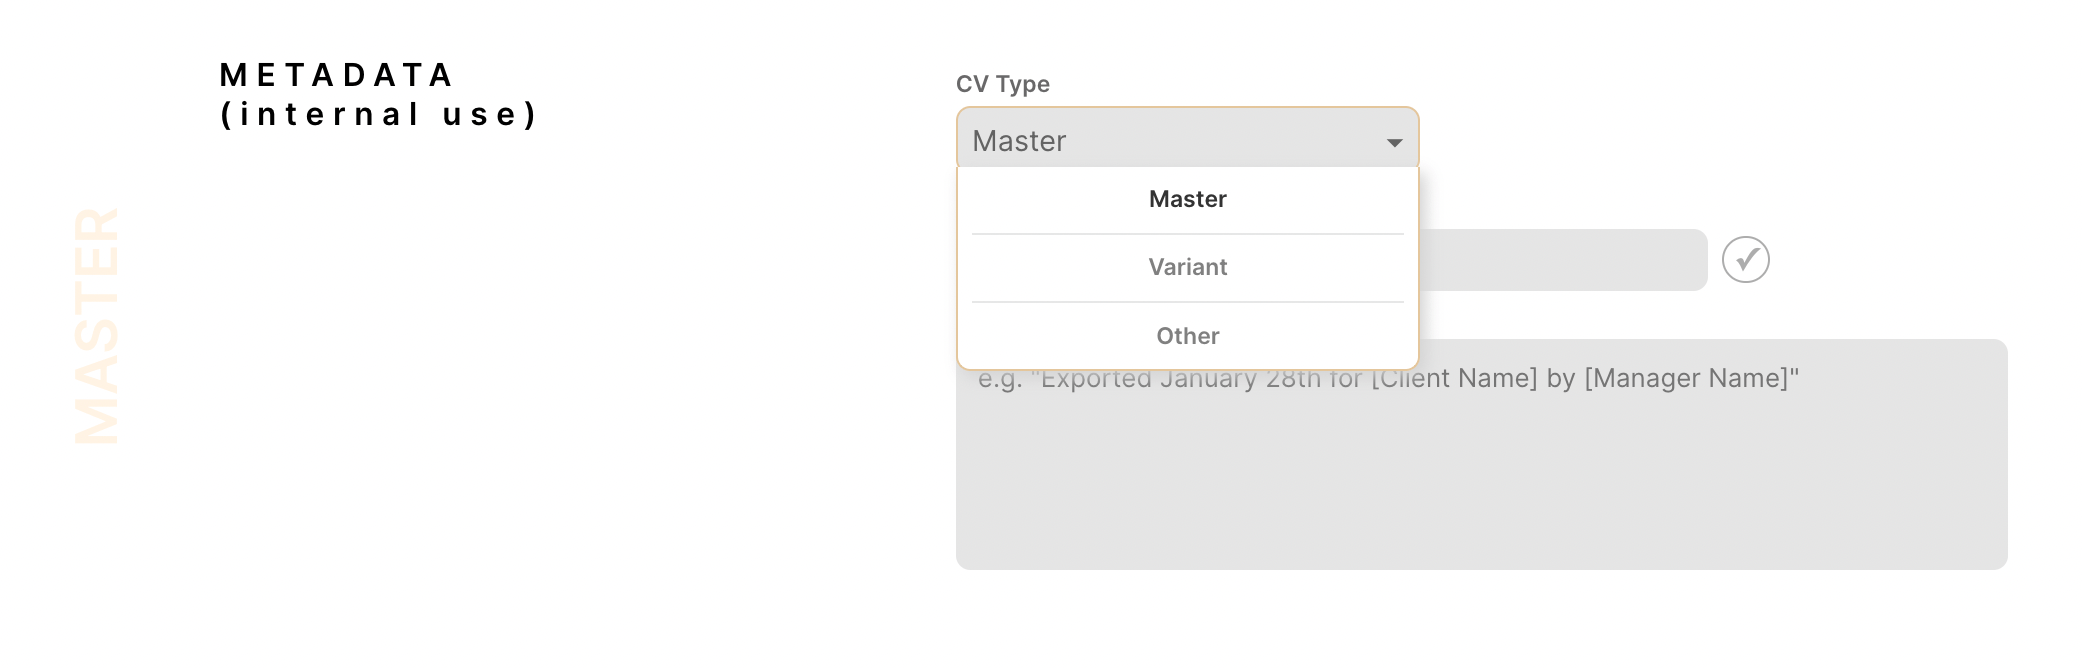 METADATA
(internal use)
MASTER
CV Type
Master
Master
Variant
Other
e.g. "Exported January 28th for [Client Name] by [Manager Name]"